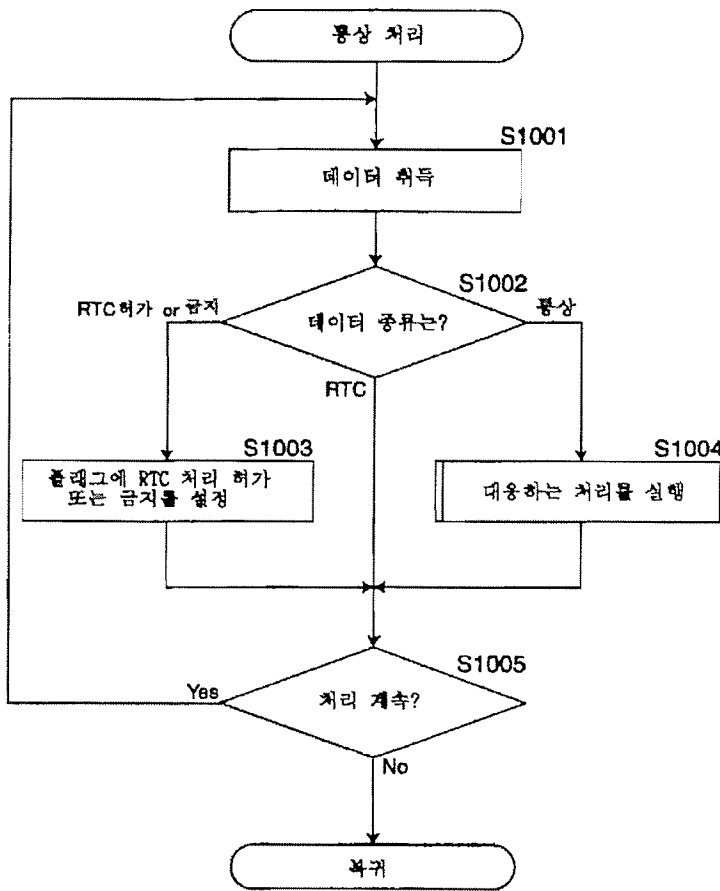 통상 처리
S1001
데이터 취득
S1002
RTC허가 or 금지
데이터 종류는?
통상
RTC
S1003
플래그에 RTC 처리 허가
또는 금지를 설정
S1004
대응하는 처리를 실행
S1005
Yes
처리 계속?
No
복귀